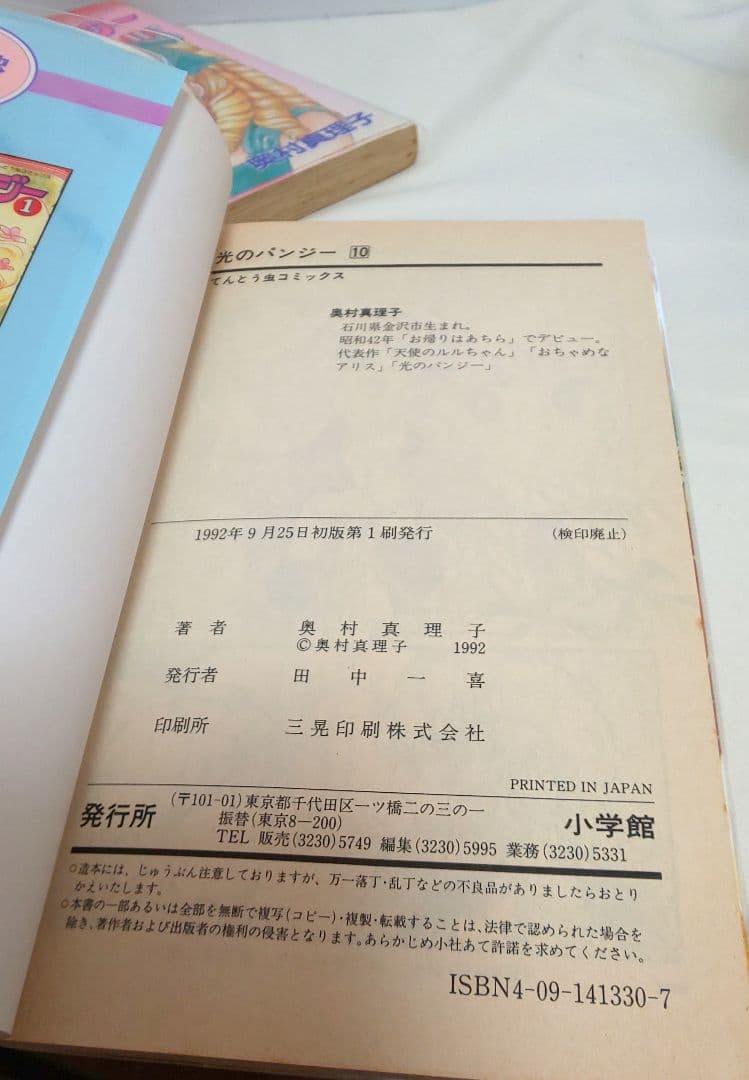 ジー
1
奥村真理子
光のパンジー 10
てんとう虫コミックス
奥村真理子
石川県金沢市生まれ。
昭和42年「お帰りはあちら」でデビュー。
代表作「天使のルルちゃん」「おちゃめな
アリス」「光のパンジー」
1992年9月25日初版第1刷発行 (検印廃止)
著者 奥村真理子
©奥村真理子 1992
発行者 田中一喜
印刷所 三晃印刷株式会社
PRINTED IN JAPAN
発行所 (〒101-01)東京都千代田区一ツ橋二の三の一 小学館
振替(東京8—200)
TEL 販売(3230)5749 編集(3230)5995 業務(3230)5331
○造本には、じゅうぶん注意しておりますが、万一落丁・乱丁などの不良品がありましたらおとり
かえいたします。
○本書の一部あるいは全部を無断で複写(コピー)・複製・転載することは、法律で認められた場合を
除き、著作者および出版者の権利の侵害となります。あらかじめ小社あて許諾を求めてください。
ISBN4-09-141330-7